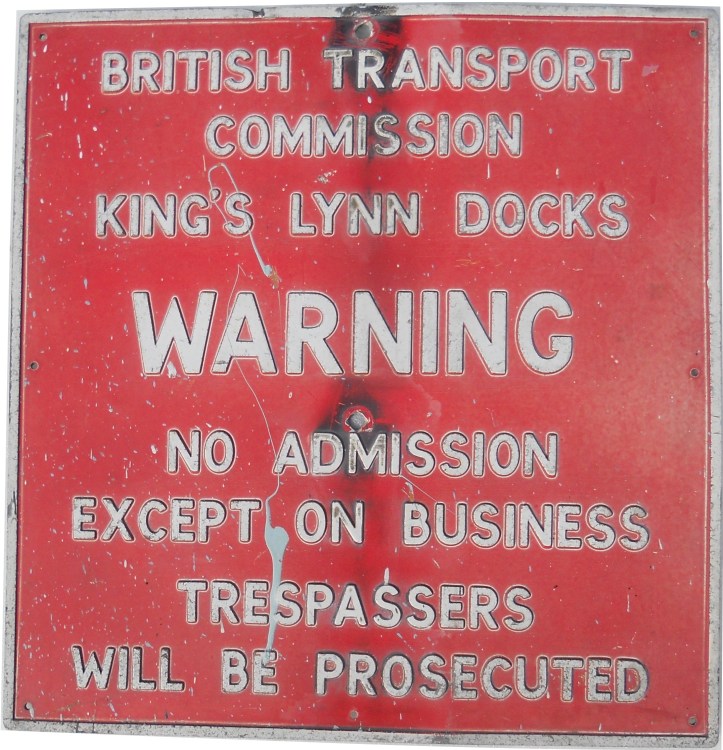 BRITISH TRANSPORT
COMMISSION
KING'S LYNN DOCKS
WARNING
NO ADMISSION
EXCEPT ON BUSINESS
TRESPASSERS
WILL BE PROSECUTED